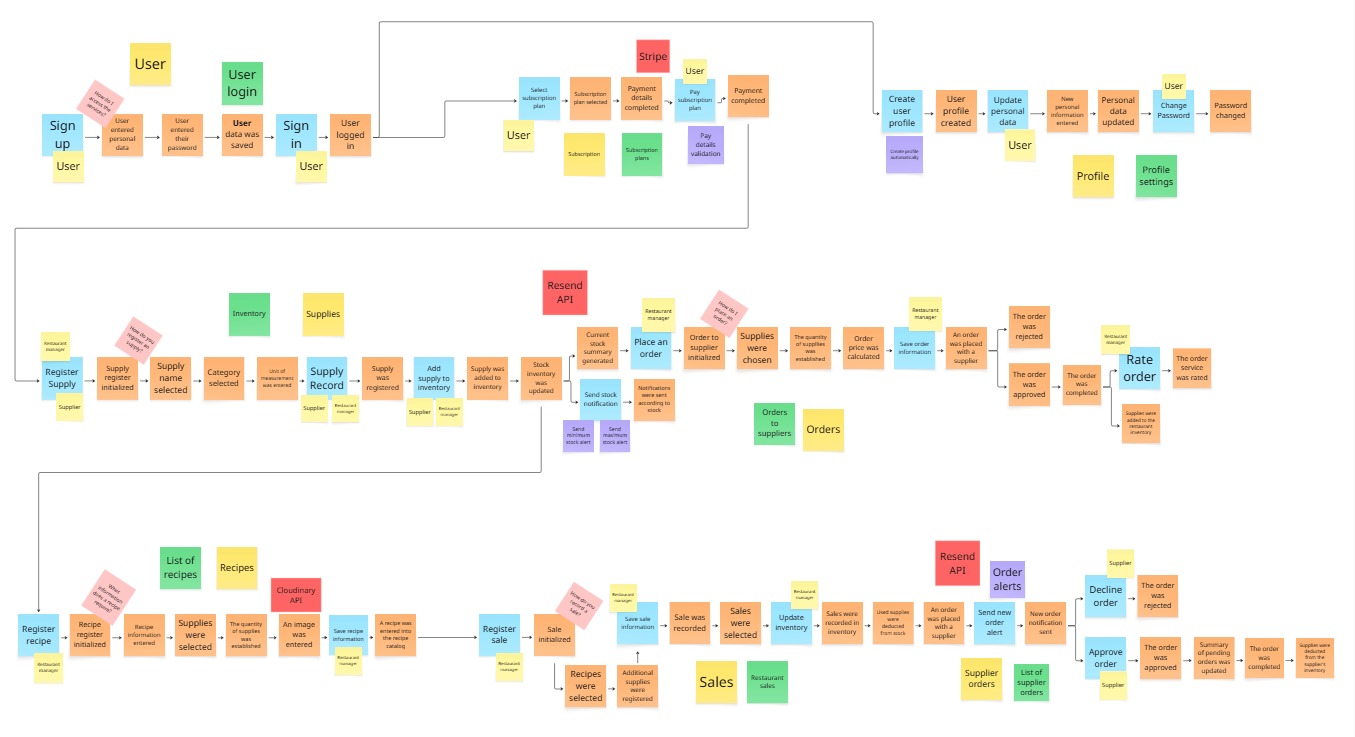 User
User
login
How do I
access the
services?
Sign
up
User
User
entered
personal
data
User
entered
their
password
User
data was
saved
Sign
in
User
User
logged
in
Stripe
User
Select
subscription
plan
Subscription
plan selected
Payment
details
completed
Pay
subscription
plan
Payment
completed
User
Subscription
Subscription
plans
Pay
details
validation
User
Create
user
profile
User
profile
created
Update
personal
data
New
personal
information
entered
Personal
data
updated
Change
Password
Password
changed
Create profile
automatically
User
Profile
Profile
settings
Inventory
Supplies
Restaurant
manager
How do you
register an
supply?
Register
Supply
Supplier
Supply
register
initialized
Supply
name
selected
Category
selected
Unit of
measurement
was entered
Supply
Record
Supplier
Restaurant
manager
Supply
was
registered
Add
supply to
inventory
Supplier
Restaurant
manager
Supply was
added to
inventory
Stock
inventory
was
updated
Resend
API
Current
stock
summary
generated
Restaurant
manager
Place an
order
Order to
supplier
initialized
How do I
place an
order?
Supplies
were
chosen
The quantity
of supplies
was
established
Order
price was
calculated
Restaurant
manager
Save order
information
An order
was placed
with a
supplier
Send stock
notification
Notifications
were sent
according to
stock
Send
minimum
stock alert
Send
maximum
stock alert
Orders
to
suppliers
Orders
The order
was
rejected
The order
was
approved
The order
was
completed
Restaurant
manager
Rate
order
The order
service
was rated
Supplies were
added to the
restaurant
inventory
List of
recipes
Recipes
What
information
does a recipe
require?
Cloudinary
API
Register
recipe
Restaurant
manager
Recipe
register
initialized
Recipe
information
entered
Supplies
were
selected
The quantity
of supplies
was
established
An image
was
entered
Save recipe
information
Restaurant
manager
A recipe was
entered into
the recipe
catalog
Register
sale
Restaurant
manager
Sale
initialized
How do you
record a
sale?
Recipes
were
selected
Additional
supplies
were
registered
Restaurant
manager
Save sale
information
Sale was
recorded
Sales
were
selected
Restaurant
manager
Update
inventory
Sales were
recorded in
inventory
Used supplies
were
deducted
from stock
An order
was placed
with a
supplier
Send new
order
alert
New order
notification
sent
Sales
Restaurant
sales
Resend
API
Order
alerts
Supplier
orders
List of
supplier
orders
Supplier
Decline
order
The order
was
rejected
Approve
order
Supplier
The order
was
approved
Summary
of pending
orders was
updated
The order
was
completed
Supplies were
deducted
from the
supplier's
inventory